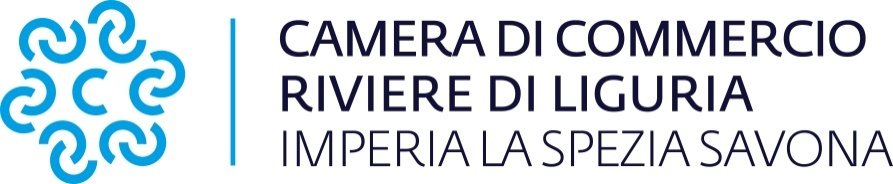 CAMERA DI COMMERCIO
RIVIERE DI LIGURIA
IMPERIA LA SPEZIA SAVONA